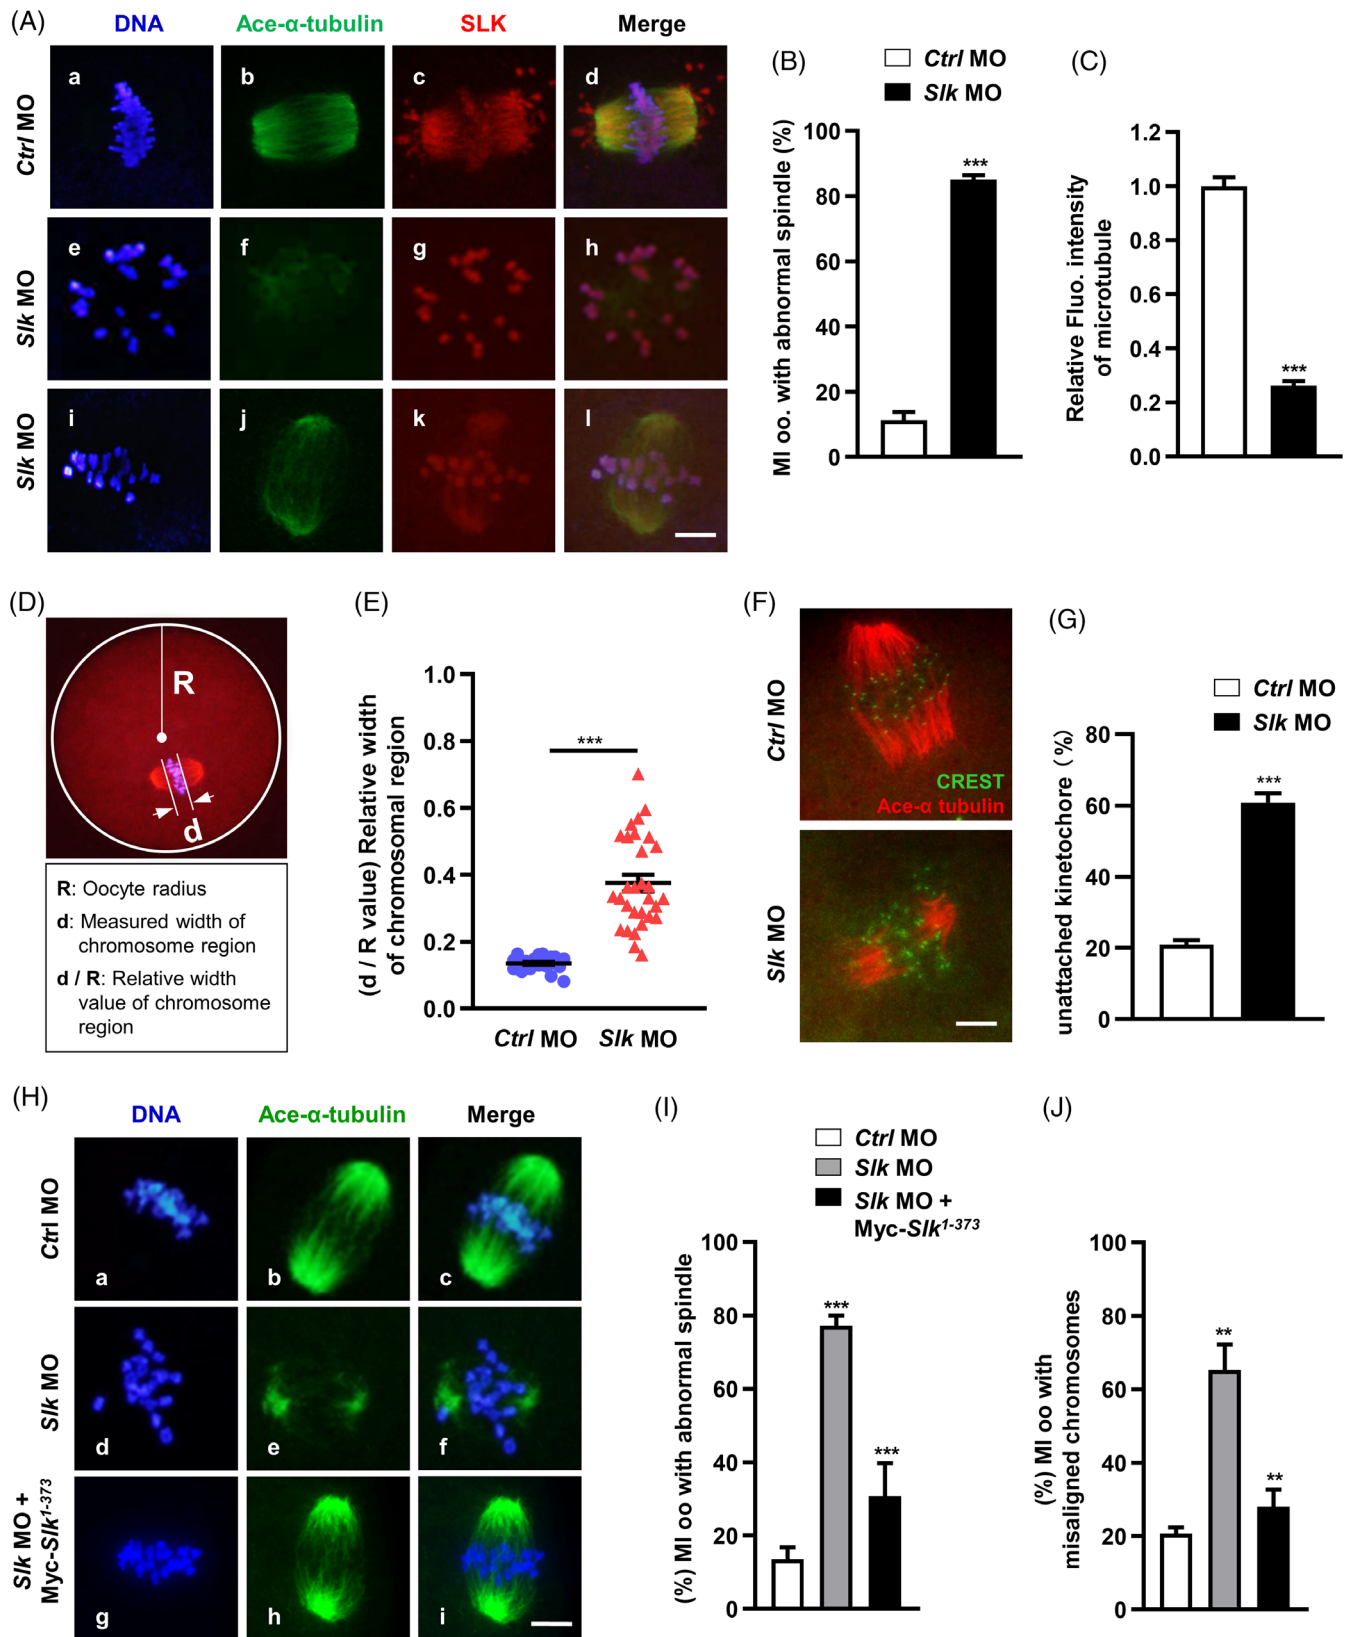 (A)
DNA Ace-α-tubulin SLK Merge
Ctrl MO
a b c d
Slk MO
e f g h
Slk MO
i j k l
(B)
Ctrl MO
Slk MO
MI oo. with abnormal spindle (%)
100
80
60
40
20
0
***
(C)
Relative Fluo. intensity
of microtubule
1.2
1.0
0.8
0.6
0.4
0.2
0.0
***
(D)
R
d
R: Oocyte radius
d: Measured width of
chromosome region
d / R: Relative width
value of chromosome
region
(E)
(d / R value) Relative width
of chromosomal region
1.0
0.8
0.6
0.4
0.2
0.0
***
Ctrl MO Slk MO
(F)
Ctrl MO
CREST
Ace-α tubulin
Slk MO
(G)
Ctrl MO
Slk MO
unattached kinetochore (%)
80
60
40
20
0
***
(H)
DNA Ace-α-tubulin Merge
Ctrl MO
a b c
Slk MO
d e f
Slk MO +
Myc-Slk1-373
g h i
(I)
Ctrl MO
Slk MO
Slk MO +
Myc-Slk1-373
(%) MI oo with abnormal spindle
100
80
60
40
20
0
***
***
(J)
(%) MI oo with
misaligned chromosomes
100
80
60
40
20
0
**
**